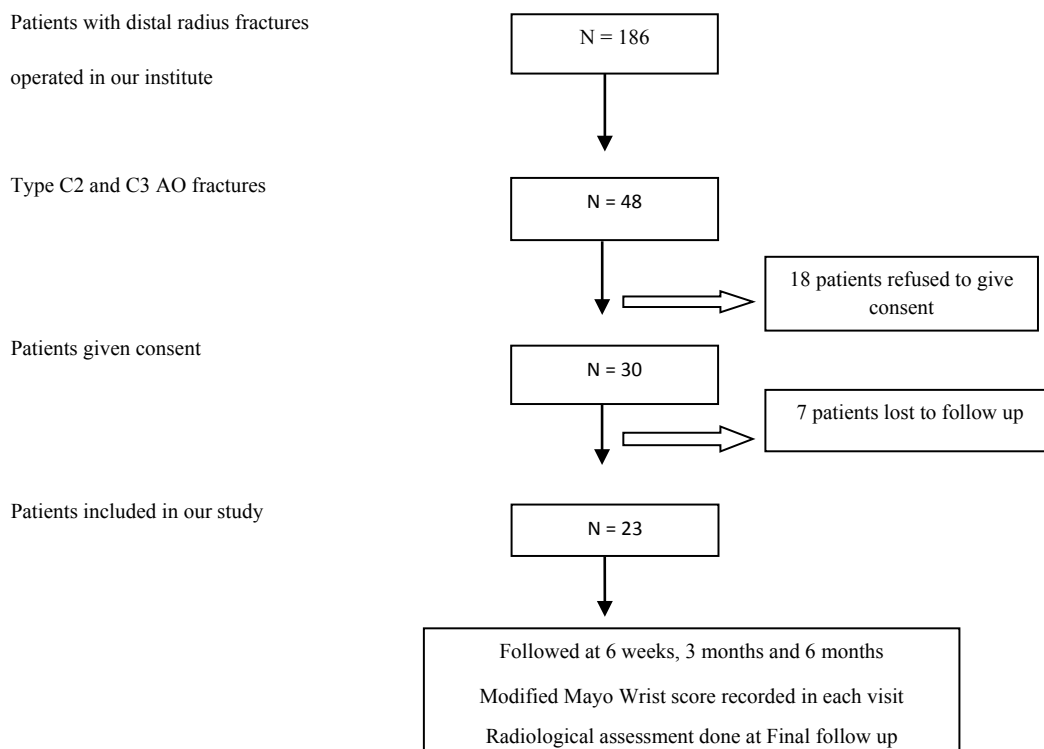 Patients with distal radius fractures
operated in our institute
N = 186
Type C2 and C3 AO fractures
N = 48
18 patients refused to give
consent
Patients given consent
N = 30
7 patients lost to follow up
Patients included in our study
N = 23
Followed at 6 weeks, 3 months and 6 months
Modified Mayo Wrist score recorded in each visit
Radiological assessment done at Final follow up